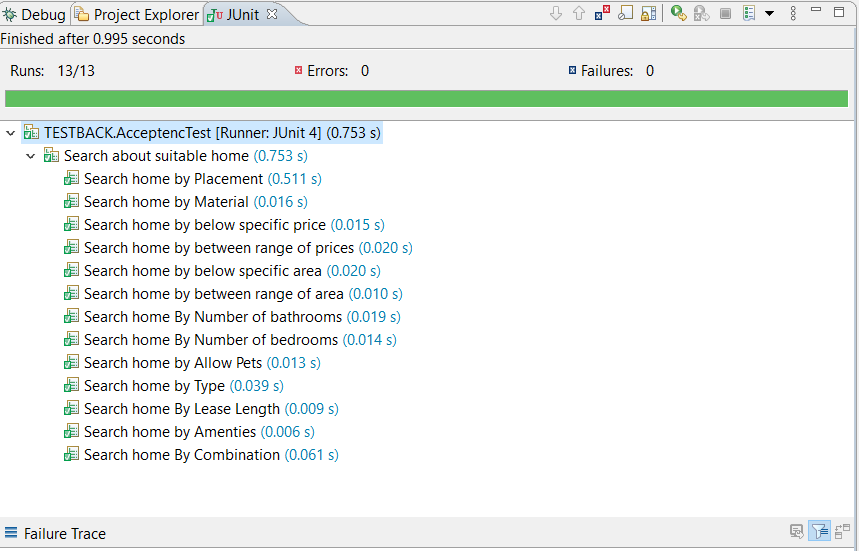 Debug Project Explorer JUnit
Finished after 0.995 seconds
Runs: 13/13 Errors: 0 Failures: 0
TESTBACK.AcceptencTest [Runner: JUnit 4] (0.753 s)
Search about suitable home (0.753 s)
Search home by Placement (0.511 s)
Search home by Material (0.016 s)
Search home by below specific price (0.015 s)
Search home by between range of prices (0.020 s)
Search home by below specific area (0.020 s)
Search home by between range of area (0.010 s)
Search home By Number of bathrooms (0.019 s)
Search home By Number of bedrooms (0.014 s)
Search home by Allow Pets (0.013 s)
Search home by Type (0.039 s)
Search home By Lease Length (0.009 s)
Search home By Amenties (0.006 s)
Search home By Combination (0.061 s)
Failure Trace